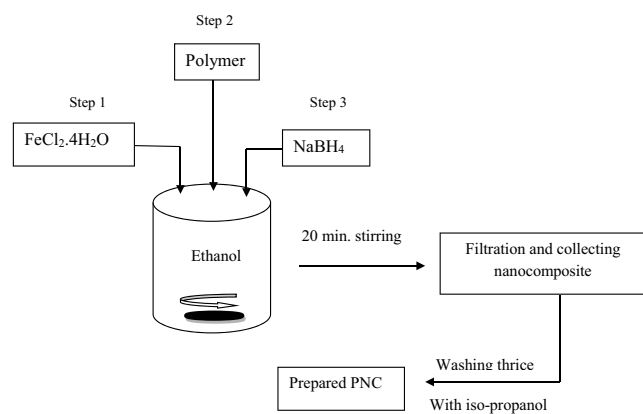 Step 2
Polymer
Step 1
Step 3
FeCl₂.4H₂O
NaBH₄
Ethanol
20 min. stirring
Filtration and collecting
nanocomposite
Washing thrice
Prepared PNC
With iso-propanol